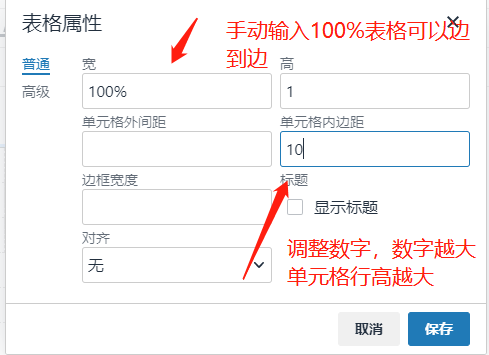 表格属性
手动输入100%表格可以边
到边
普通
高级
宽
高
100%
1
单元格外间距
单元格内边距
10
边框宽度
标题
显示标题
对齐
无
调整数字，数字越大
单元格行高越大
取消
保存